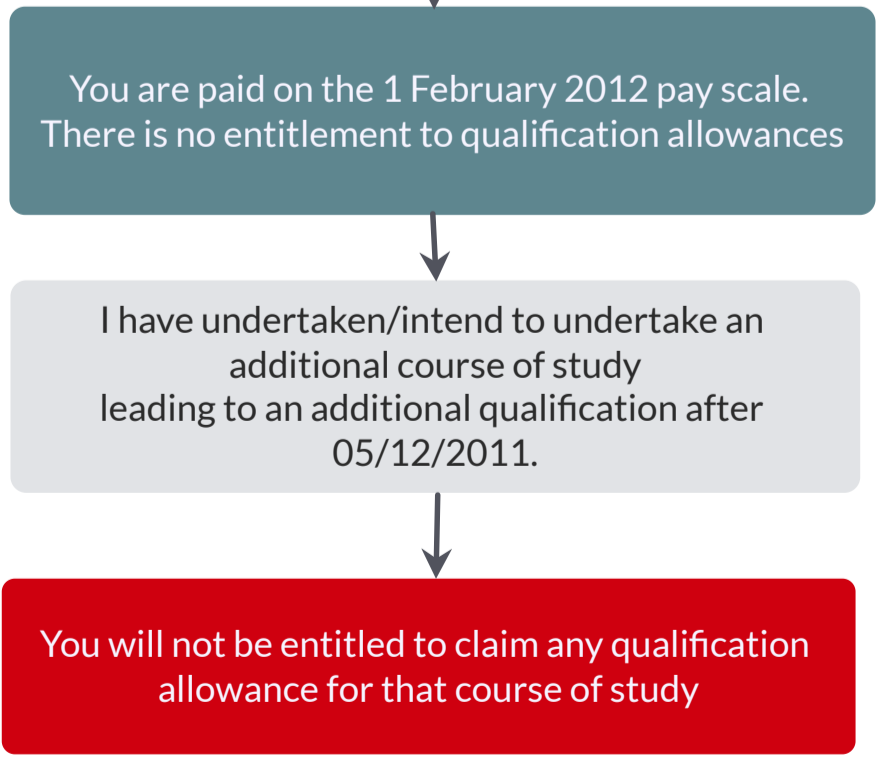 You are paid on the 1 February 2012 pay scale.
There is no entitlement to qualification allowances
I have undertaken/intend to undertake an
additional course of study
leading to an additional qualification after
05/12/2011.
You will not be entitled to claim any qualification
allowance for that course of study